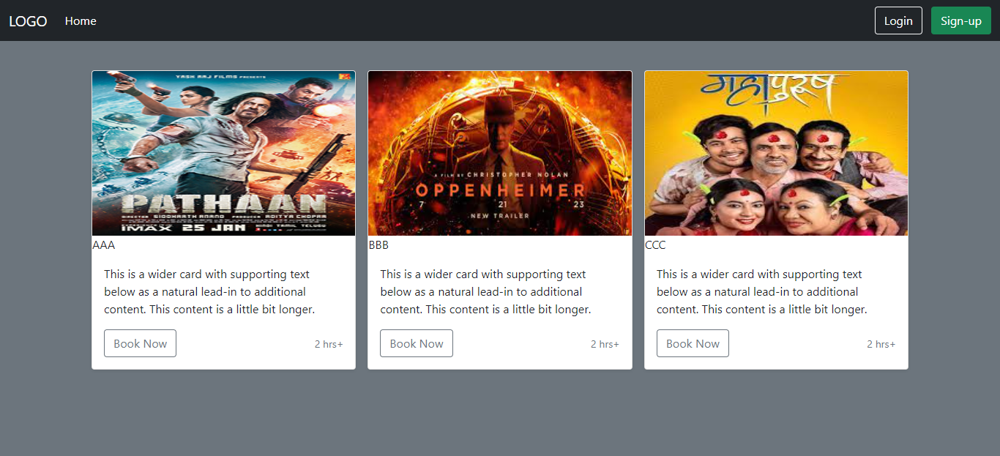 LOGO Home Login Sign-up
YASH RAJ FILMS PRESENTS
PATHAAN
DIRECTOR SIDDHARTH ANAND PRODUCER ADITYA CHOPRA
IMAX 25 JAN HINDI TAMIL TELUGU
A FILM BY CHRISTOPHER NOLAN
OPPENHEIMER
7 21 23
NEW TRAILER
महापुरुष
AAA
This is a wider card with supporting text
below as a natural lead-in to additional
content. This content is a little bit longer.
Book Now 2 hrs+
BBB
This is a wider card with supporting text
below as a natural lead-in to additional
content. This content is a little bit longer.
Book Now 2 hrs+
CCC
This is a wider card with supporting text
below as a natural lead-in to additional
content. This content is a little bit longer.
Book Now 2 hrs+